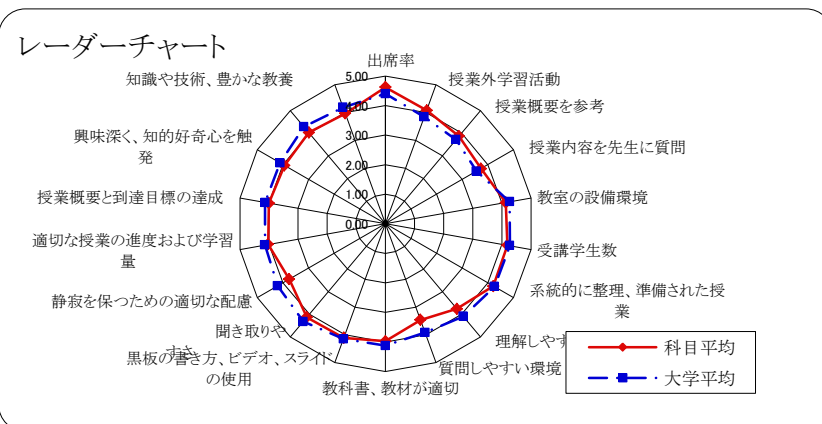 レーダーチャート
出席率
授業外学習活動
授業概要を参考
授業内容を先生に質問
教室の設備環境
受講学生数
系統的に整理、準備された授
業
理解しやす
質問しやすい環境
教科書、教材が適切
黒板の書き方、ビデオ、スライド
の使用
聞き取りや
すさ
静寂を保つための適切な配慮
適切な授業の進度および学習
量
授業概要と到達目標の達成
興味深く、知的好奇心を触
発
知識や技術、豊かな教養
5.00
4.00
3.00
2.00
1.00
0.00
科目平均
大学平均